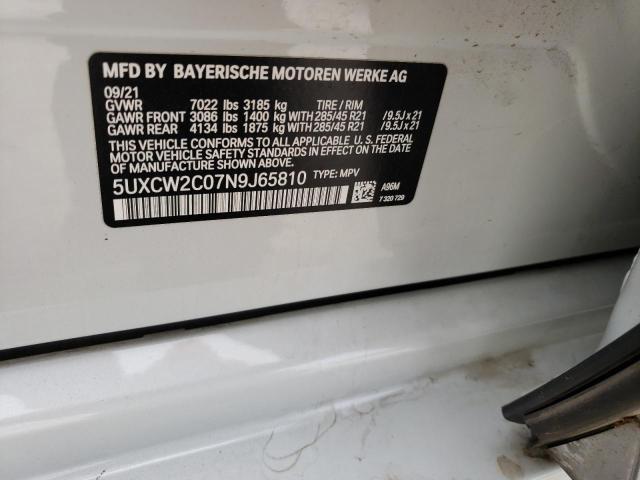 MFD BY BAYERISCHE MOTOREN WERKE AG
09/21
GVWR 7022 lbs 3185 kg TIRE / RIM
GAWR FRONT 3086 lbs 1400 kg WITH 285/45 R21 /9.5J x 21
GAWR REAR 4134 lbs 1875 kg WITH 285/45 R21 /9.5J x 21
THIS VEHICLE CONFORMS TO ALL APPLICABLE U.S. FEDERAL
MOTOR VEHICLE SAFETY STANDARDS IN EFFECT ON THE DATE
OF MANUFACTURE SHOWN ABOVE.
5UXCW2C07N9J65810 TYPE: MPV
A96M
7 320 729